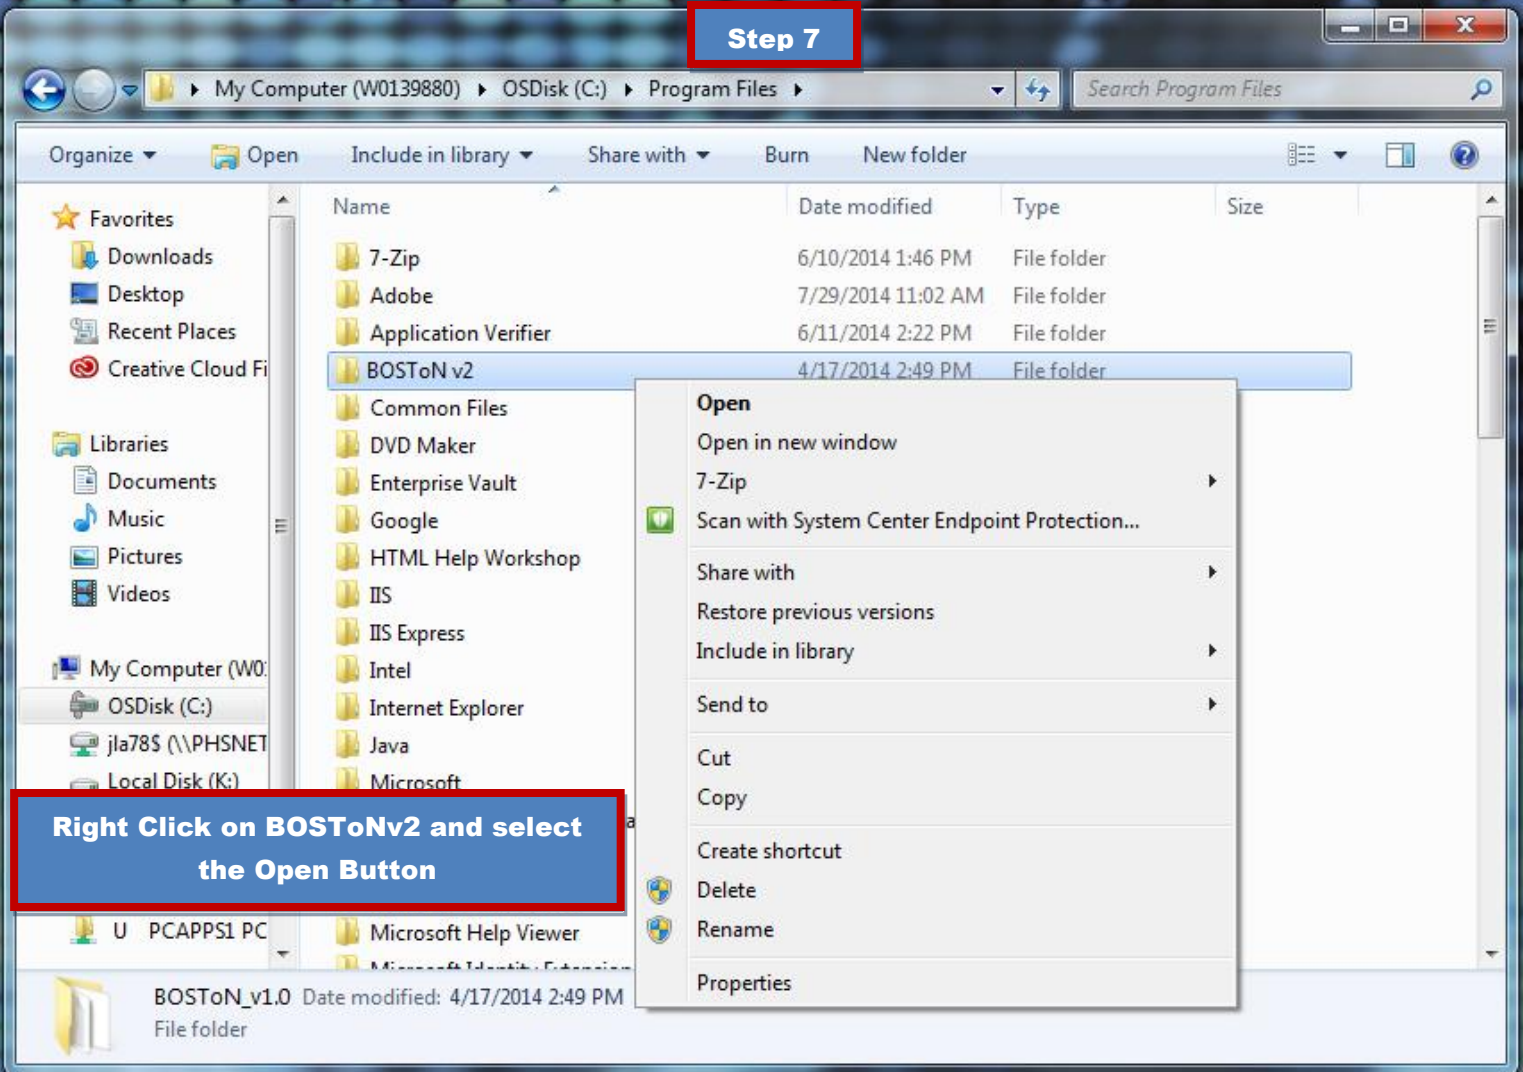 Step 7
My Computer (W0139880) OSDisk (C:) Program Files
Search Program Files
Organize Open Include in library Share with Burn New folder
Favorites
Downloads
Desktop
Recent Places
Creative Cloud Fi
Libraries
Documents
Music
Pictures
Videos
My Computer (W0
OSDisk (C:)
jla78$ (\\PHSNET
Local Disk (K:)
U PCAPPS1 PC
Name Date modified Type Size
7-Zip 6/10/2014 1:46 PM File folder
Adobe 7/29/2014 11:02 AM File folder
Application Verifier 6/11/2014 2:22 PM File folder
BOSToN v2 4/17/2014 2:49 PM File folder
Common Files
DVD Maker
Enterprise Vault
Google
HTML Help Workshop
IIS
IIS Express
Intel
Internet Explorer
Java
Microsoft
Microsoft Help Viewer
Microsoft Identity Extension
Open
Open in new window
7-Zip
Scan with System Center Endpoint Protection...
Share with
Restore previous versions
Include in library
Send to
Cut
Copy
Create shortcut
Delete
Rename
Properties
Right Click on BOSToNv2 and select
the Open Button
BOSToN_v1.0 Date modified: 4/17/2014 2:49 PM
File folder